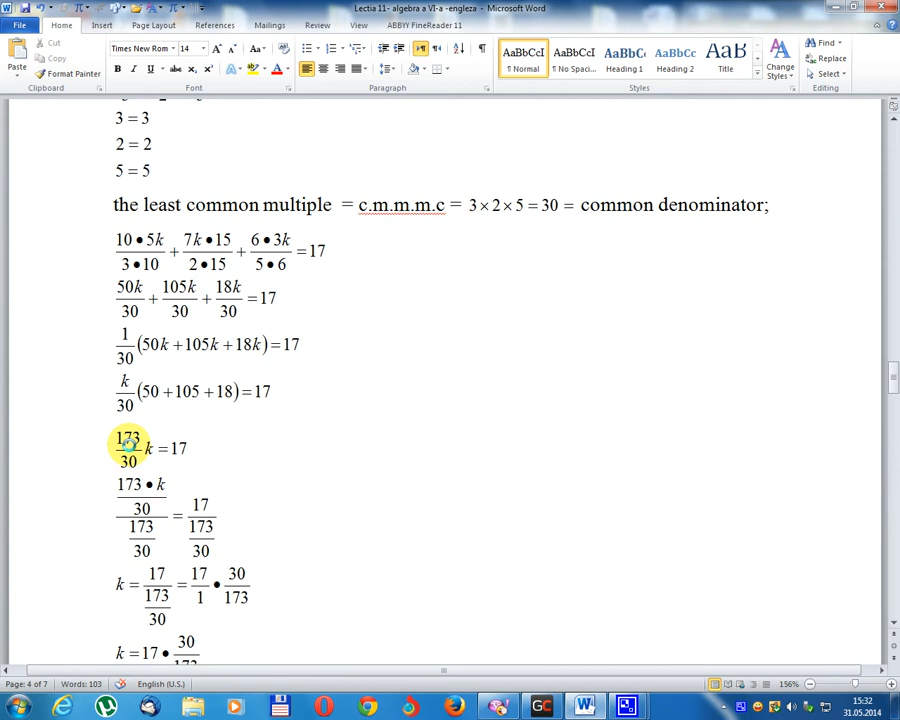 Lectia 11- algebra a VI-a -engleza - Microsoft Word
File Home Insert Page Layout References Mailings Review View ABBYY FineReader
Paste Cut Copy Format Painter
Times New Rom 14
AaBbCcI AaBbCcI AaBbC AaBbCc AaB
¶ Normal ¶ No Spaci... Heading 1 Heading 2 Title
Change Styles
Find Replace Select
Clipboard Font Paragraph Styles Editing
3 = 3
2 = 2
5 = 5
the least common multiple = c.m.m.m.c = 3 × 2 × 5 = 30 = common denominator;
10 • 5k / 3 • 10 + 7k • 15 / 2 • 15 + 6 • 3k / 5 • 6 = 17
50k / 30 + 105k / 30 + 18k / 30 = 17
1 / 30 (50k + 105k + 18k) = 17
k / 30 (50 + 105 + 18) = 17
173 / 30 k = 17
173 • k / 30 / 173 / 30 = 17 / 173 / 30
k = 17 / 173 / 30 = 17 / 1 • 30 / 173
k = 17 • 30 / 173
Page: 4 of 7 Words: 103 English (U.S.) 156%
15:32
31.05.2014